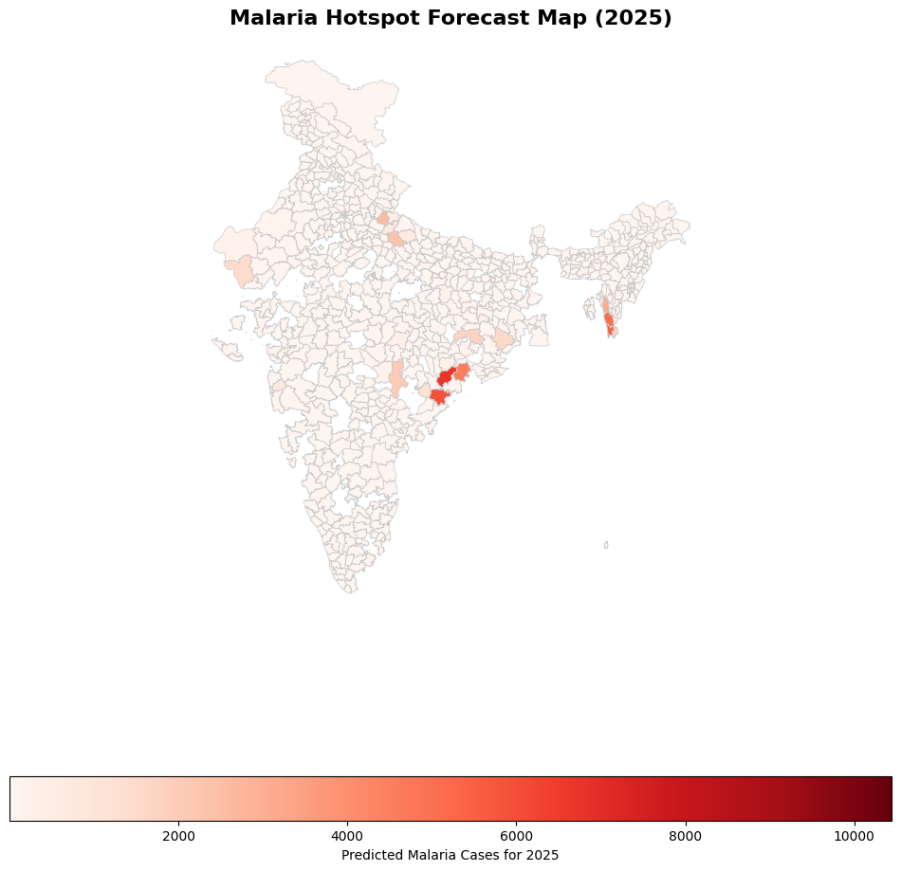 Malaria Hotspot Forecast Map (2025)
2000 4000 6000 8000 10000
Predicted Malaria Cases for 2025